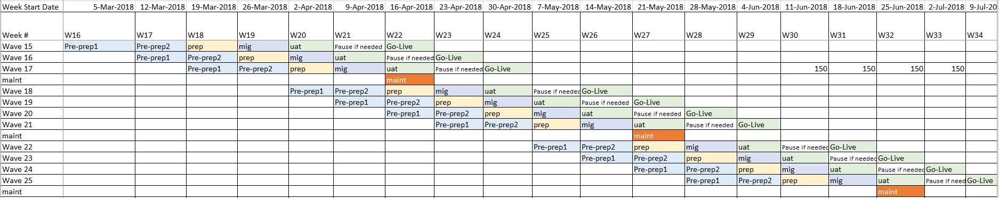 Week Start Date 5-Mar-2018 12-Mar-2018 19-Mar-2018 26-Mar-2018 2-Apr-2018 9-Apr-2018 16-Apr-2018 23-Apr-2018 30-Apr-2018 7-May-2018 14-May-2018 21-May-2018 28-May-2018 4-Jun-2018 11-Jun-2018 18-Jun-2018 25-Jun-2018 2-Jul-2018 9-Jul-20
Week # W16 W17 W18 W19 W20 W21 W22 W23 W24 W25 W26 W27 W28 W29 W30 W31 W32 W33 W34
Wave 15 Pre-prep1 Pre-prep2 prep mig uat Pause if needed Go-Live
Wave 16 Pre-prep1 Pre-prep2 prep mig uat Pause if needed Go-Live
Wave 17 Pre-prep1 Pre-prep2 prep mig uat Pause if needed Go-Live 150 150 150 150
maint maint
Wave 18 Pre-prep1 Pre-prep2 prep mig uat Pause if needed Go-Live
Wave 19 Pre-prep1 Pre-prep2 prep mig uat Pause if needed Go-Live
Wave 20 Pre-prep1 Pre-prep2 prep mig uat Pause if needed Go-Live
Wave 21 Pre-prep1 Pre-prep2 prep mig uat Pause if needed Go-Live
maint maint
Wave 22 Pre-prep1 Pre-prep2 prep mig uat Pause if needed Go-Live
Wave 23 Pre-prep1 Pre-prep2 prep mig uat Pause if needed Go-Live
Wave 24 Pre-prep1 Pre-prep2 prep mig uat Pause if needed Go-Live
Wave 25 Pre-prep1 Pre-prep2 prep mig uat Pause if need Go-Live
maint maint